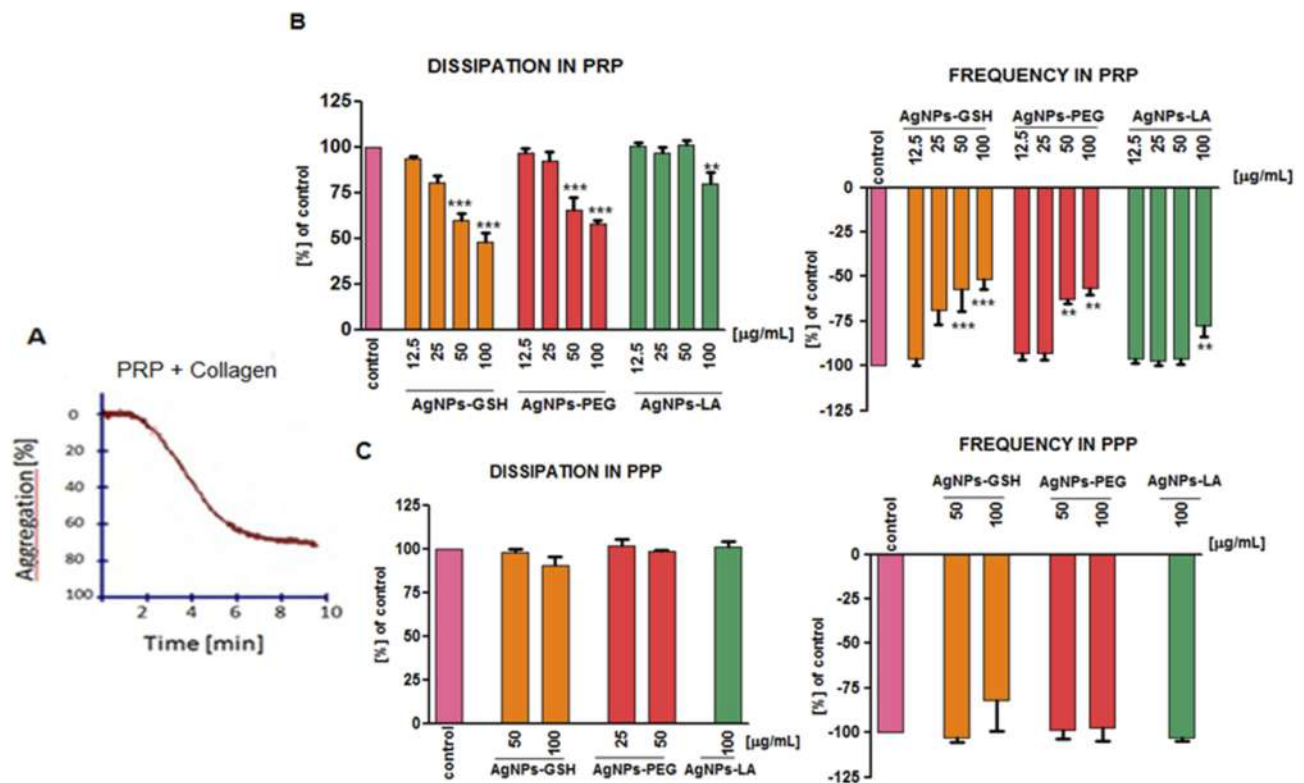 B
DISSIPATION IN PRP
[%] of control
125
100
75
50
25
0
***
***
***
***
**
control
12.5
25
50
100
12.5
25
50
100
12.5
25
50
100
[µg/mL]
AgNPs-GSH
AgNPs-PEG
AgNPs-LA
FREQUENCY IN PRP
AgNPs-GSH
AgNPs-PEG
AgNPs-LA
control
12.5
25
50
100
12.5
25
50
100
12.5
25
50
100
[µg/mL]
[%] of control
0
-25
-50
-75
-100
-125
***
***
**
**
**
A
PRP + Collagen
Aggregation [%]
0
20
40
60
80
100
2
4
6
8
10
Time [min]
C
DISSIPATION IN PPP
[%] of control
125
100
75
50
25
0
control
50
100
25
50
100
[µg/mL]
AgNPs-GSH
AgNPs-PEG
AgNPs-LA
FREQUENCY IN PPP
AgNPs-GSH
AgNPs-PEG
AgNPs-LA
control
50
100
50
100
100
[µg/mL]
[%] of control
0
-25
-50
-75
-100
-125